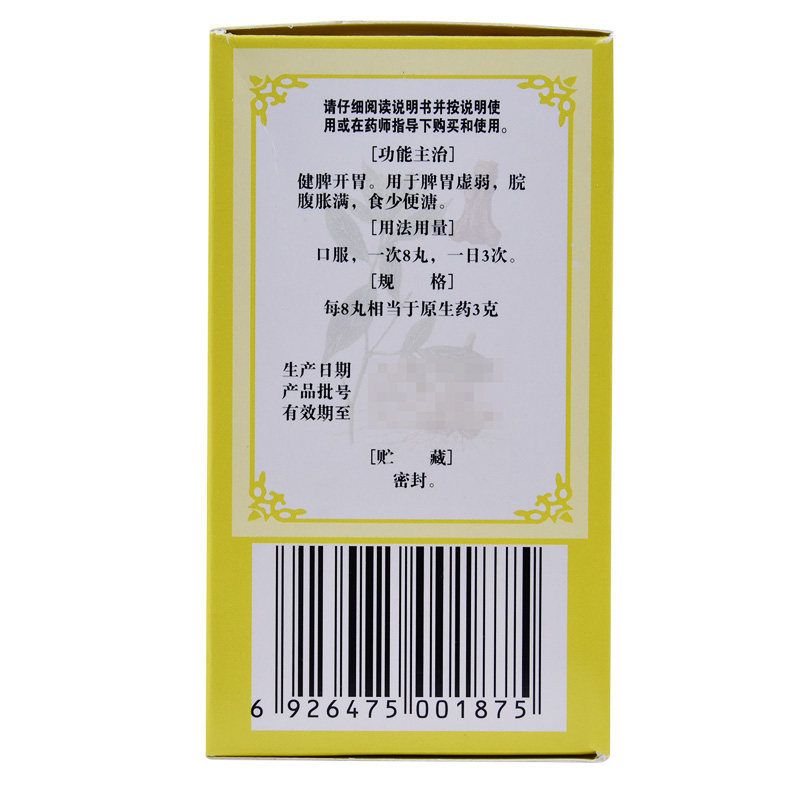 请仔细阅读说明书并按说明使
用或在药师指导下购买和使用。
[功能主治]
健脾开胃。用于脾胃虚弱，脘
腹胀满，食少便溏。
[用法用量]
口服，一次8丸，一日3次。
[规　格]
每8丸相当于原生药3克
生产日期
产品批号
有效期至
[贮　藏]
密封。
6 926475 001875